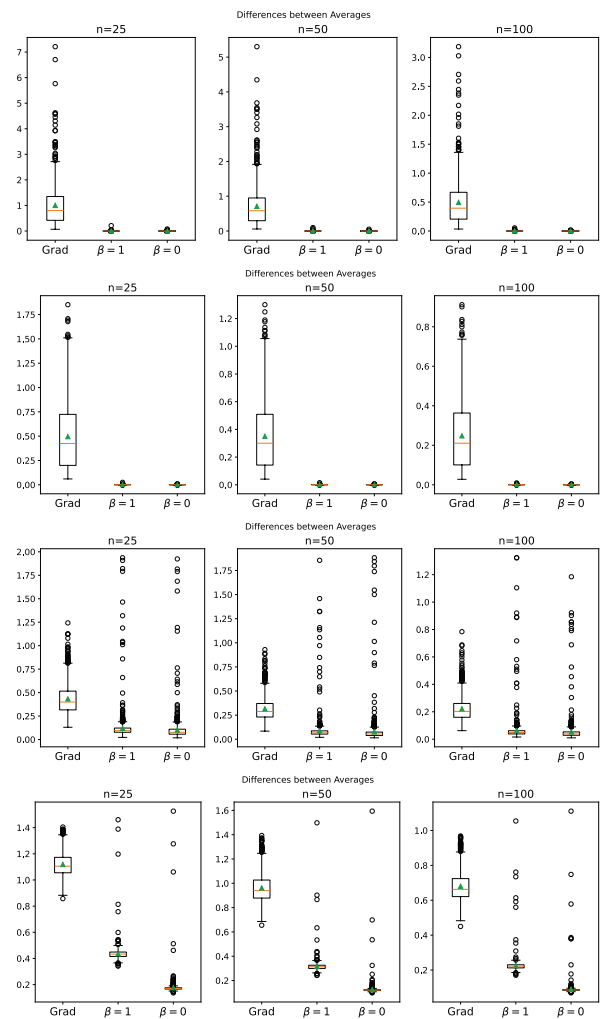 Differences between Averages
n=25 n=50 n=100
7 5 3.0
6 2.5
5 4 2.0
4 3 1.5
3 2 1.0
2 1 0.5
1 0 0.0
0
Grad β = 1 β = 0 Grad β = 1 β = 0 Grad β = 1 β = 0
Differences between Averages
n=25 n=50 n=100
1.75 1.2 0,8
1.50 1.0 0.6
1.25 0.8 0.4
1.00 0.6 0.2
0,75 0.4 0,0
0.50 0.2
0.25 0.0
0,00
Grad β = 1 β = 0 Grad β = 1 β = 0 Grad β = 1 β = 0
Differences between Averages
n=25 n=50 n=100
2,00 1.75 1.2
1.75 1.50 1.0
1.50 1.25 0.8
1.25 1.00 0.6
1.00 0.75 0.4
0.75 0.50 0.2
0.50 0.25 0,0
0.25 0.00
0.00
Grad β = 1 β = 0 Grad β = 1 β = 0 Grad β = 1 β = 0
Differences between Averages
n=25 n=50 n=100
1.4 1.6 1.0
1.2 1.4 0.8
1.0 1.2 0.6
0.8 1.0 0.4
0.6 0.8 0.2
0.4 0.6
0.2 0.4
0.2
Grad β = 1 β = 0 Grad β = 1 β = 0 Grad β = 1 β = 0